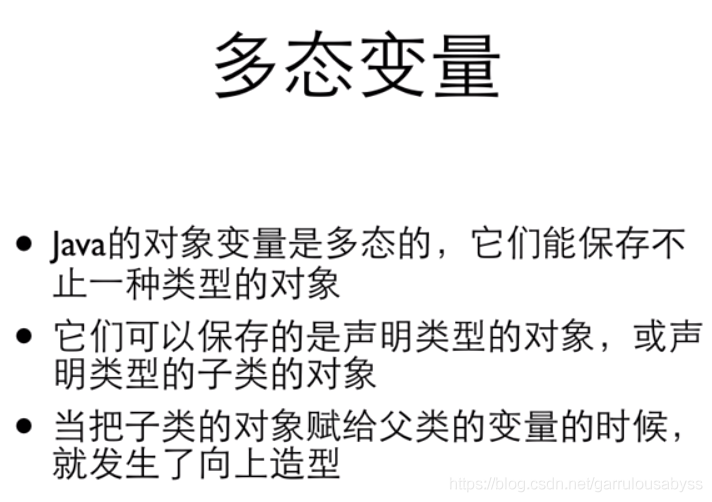 多态变量
• Java的对象变量是多态的，它们能保存不
止一种类型的对象
• 它们可以保存的是声明类型的对象，或声
明类型的子类的对象
• 当把子类的对象赋给父类的变量的时候，
就发生了向上造型
https://blog.csdn.net/garrulousabyss